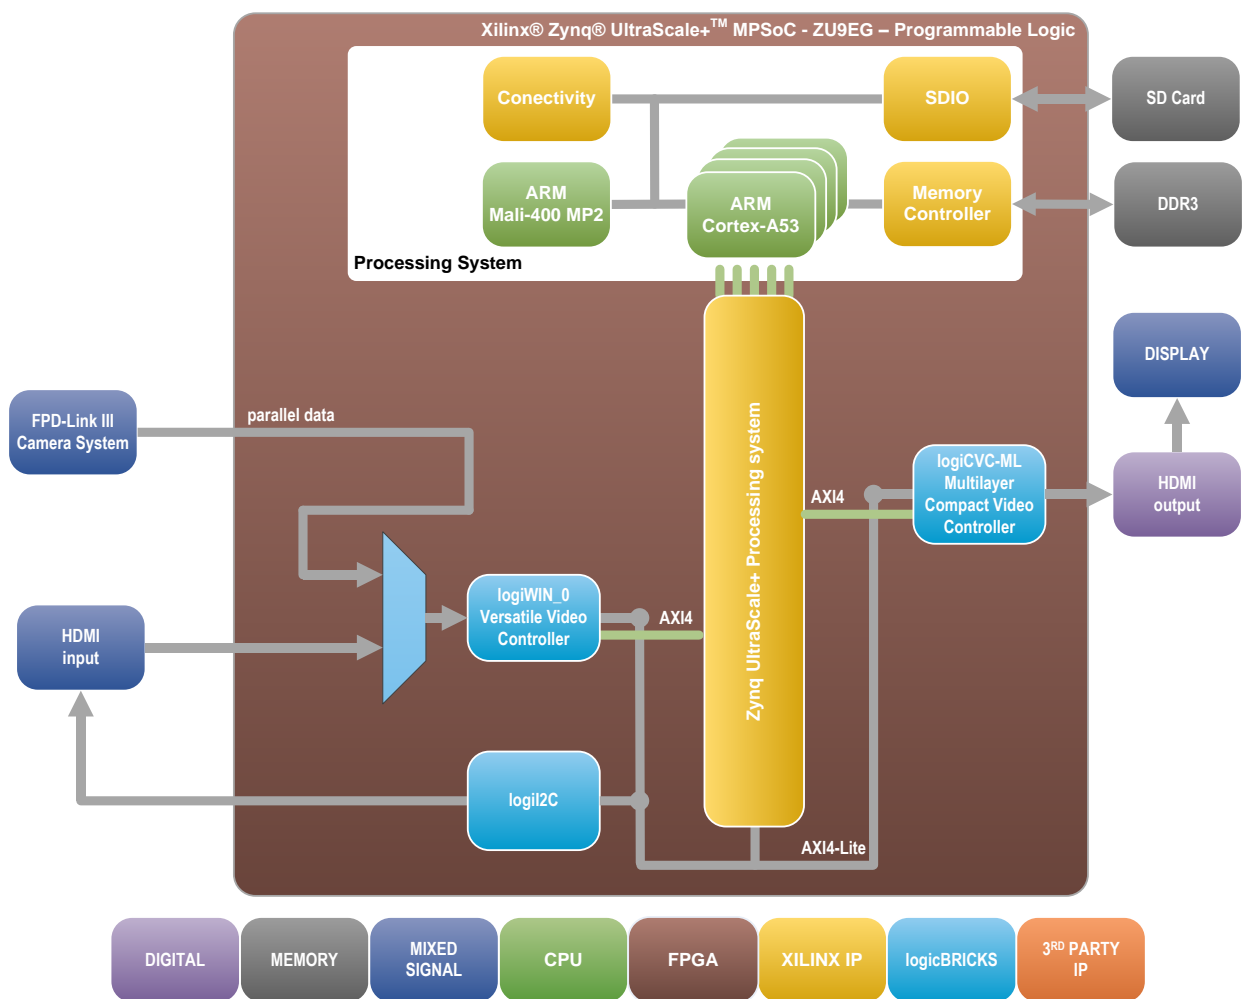 Xilinx® Zynq® UltraScale+™ MPSoC - ZU9EG – Programmable Logic
Conectivity
SDIO
SD Card
ARM
Mali-400 MP2
ARM
Cortex-A53
Memory
Controller
DDR3
Processing System
DISPLAY
FPD-Link III
Camera System
parallel data
Zynq UltraScale+ Processing system
AXI4
logiCVC-ML
Multilayer
Compact Video
Controller
HDMI
output
HDMI
input
logiWIN_0
Versatile Video
Controller
AXI4
logiI2C
AXI4-Lite
DIGITAL
MEMORY
MIXED
SIGNAL
CPU
FPGA
XILINX IP
logicBRICKS
3RD PARTY
IP